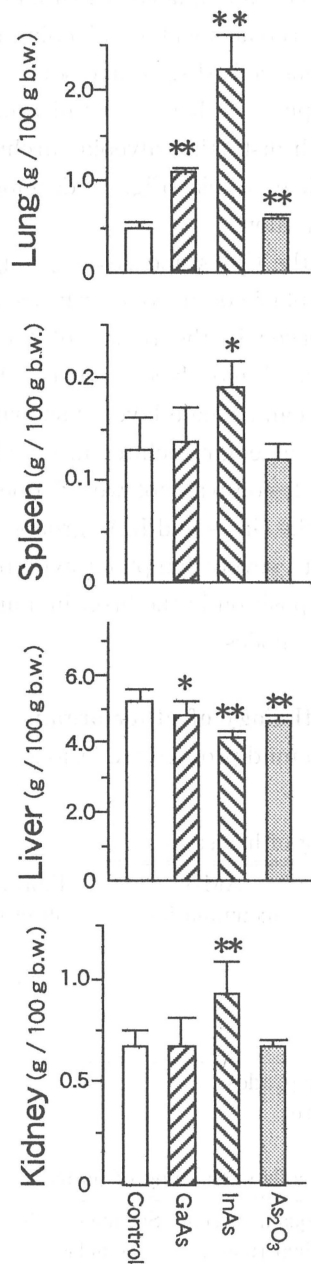 Lung (g / 100 g b.w.)
2.0
1.0
0
**
**
**
Spleen (g / 100 g b.w.)
0.2
0.1
0
*
Liver (g / 100 g b.w.)
6.0
4.0
2.0
0
*
**
**
Kidney (g / 100 g b.w.)
1.0
0.5
0
**
Control
GaAs
InAs
As₂O₃